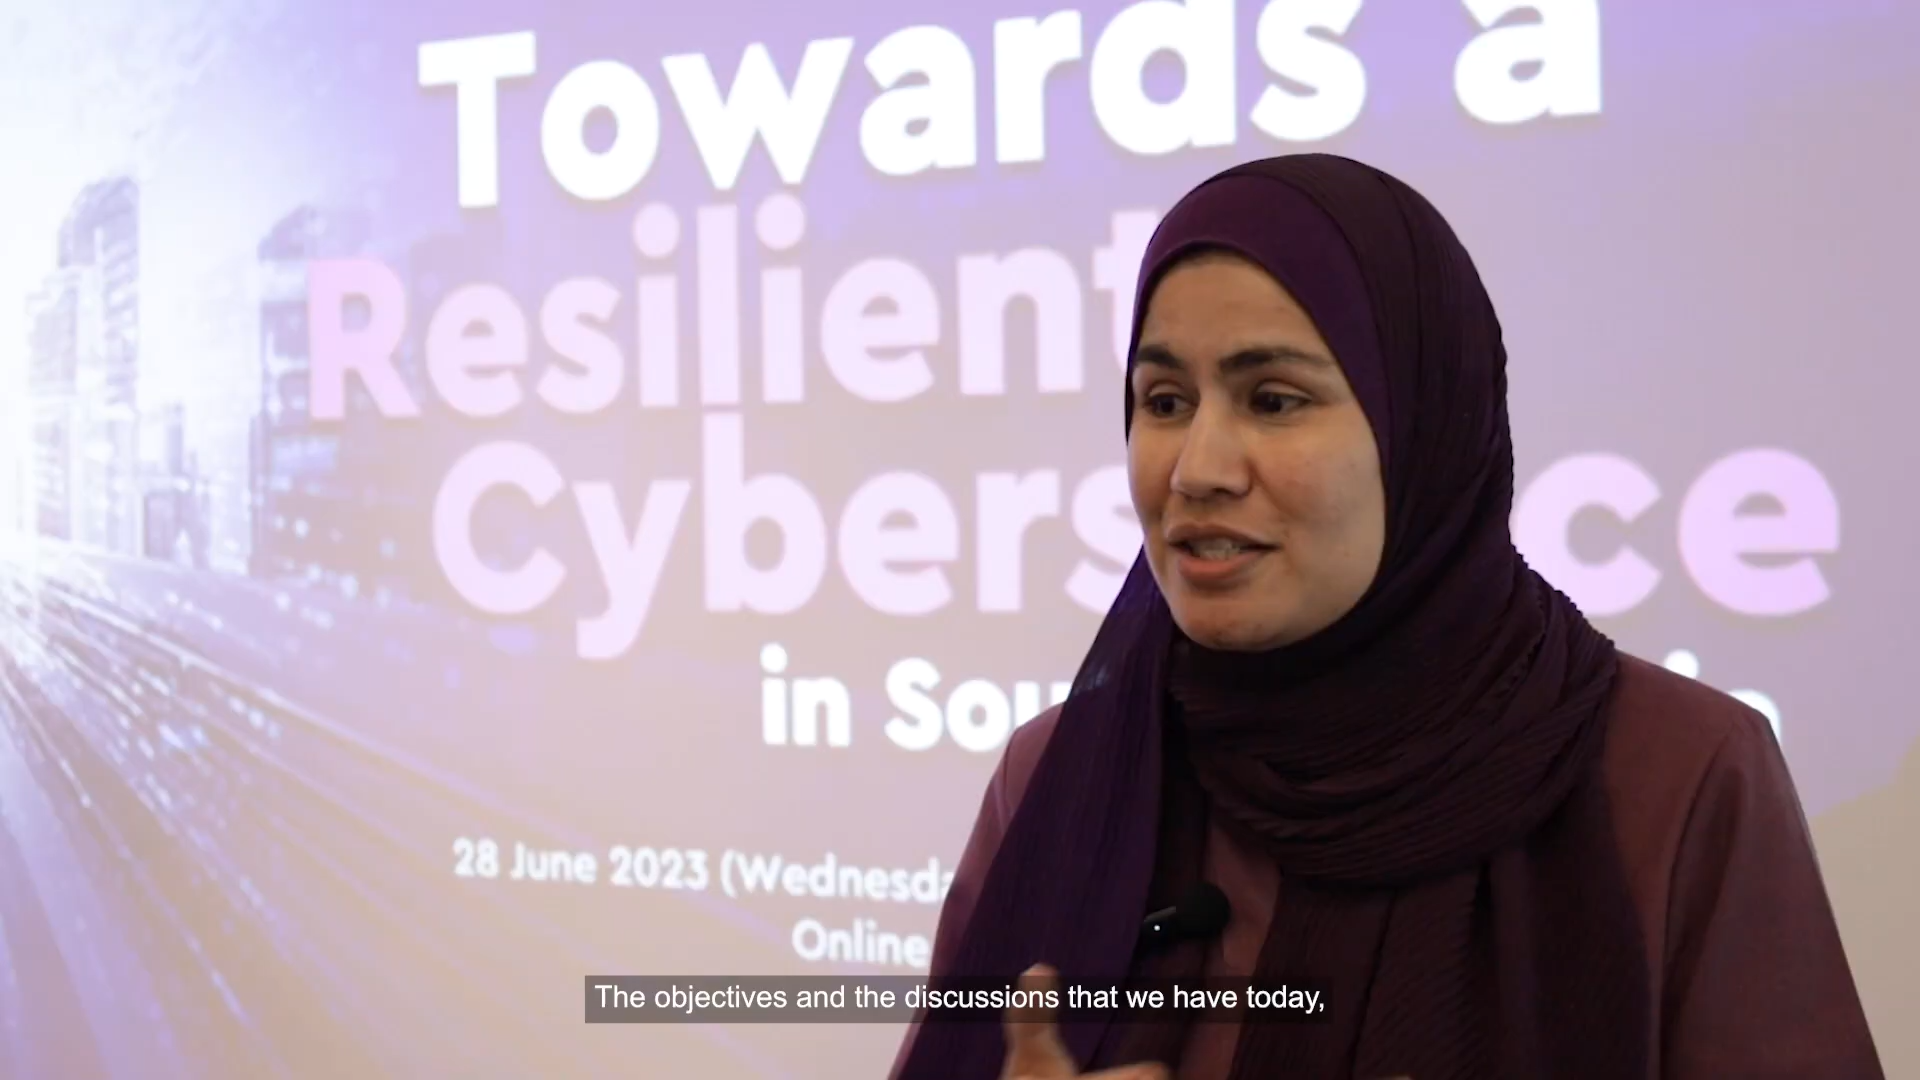 Towards a
Resilient
Cybers ce
in Sou
28 June 2023 (Wednesda
Online
The objectives and the discussions that we have today,